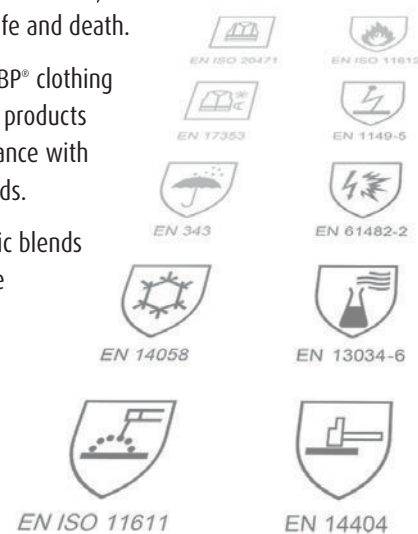 fe and death.
BP® clothing
products
ance with
ds.
ic blends
e
EN ISO 20471
EN ISO 11612
EN 17353
EN 1149-5
EN 343
EN 61482-2
EN 14058
EN 13034-6
EN ISO 11611
EN 14404